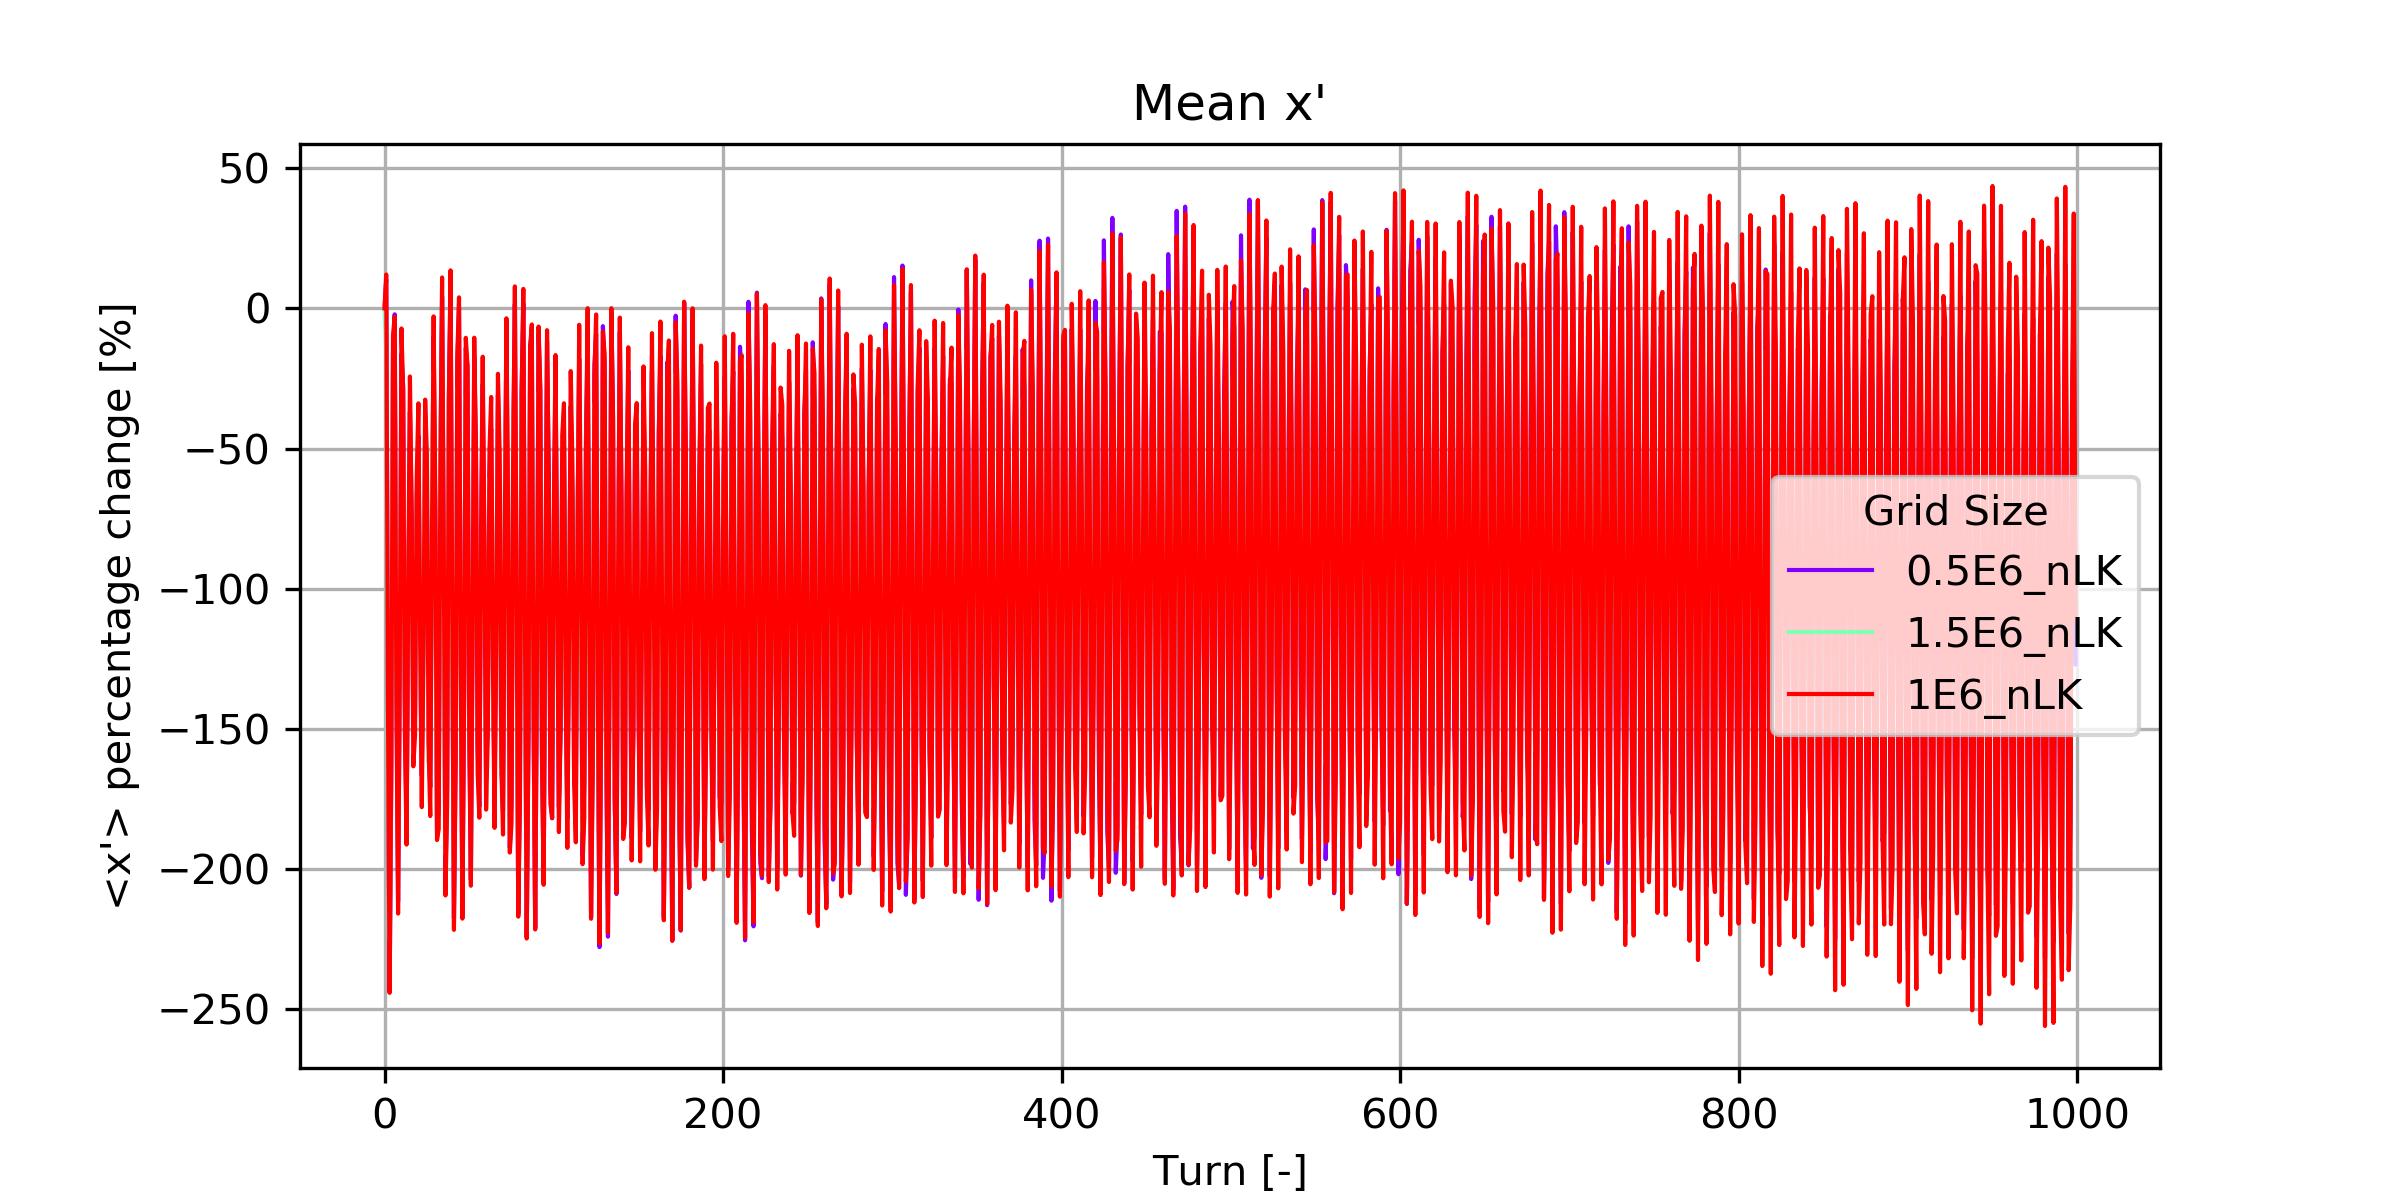 Mean x'
<x'> percentage change [%]
50
0
−50
−100
−150
−200
−250
Grid Size
0.5E6_nLK
1.5E6_nLK
1E6_nLK
0 200 400 600 800 1000
Turn [-]